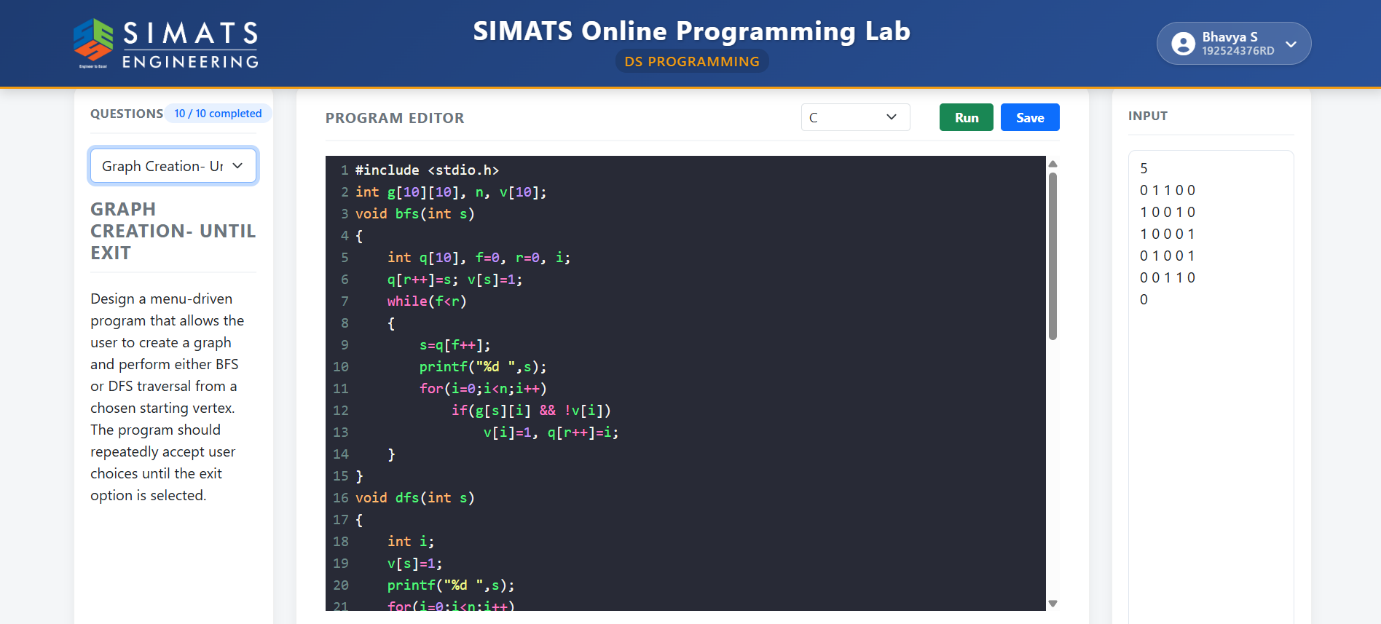 SIMATS
ENGINEERING
Engineer to Excel
SIMATS Online Programming Lab
DS PROGRAMMING
Bhavya S
192524376RD
QUESTIONS 10 / 10 completed
Graph Creation- Ur
GRAPH
CREATION- UNTIL
EXIT
Design a menu-driven
program that allows the
user to create a graph
and perform either BFS
or DFS traversal from a
chosen starting vertex.
The program should
repeatedly accept user
choices until the exit
option is selected.
PROGRAM EDITOR
C
Run
Save
1 #include <stdio.h>
2 int g[10][10], n, v[10];
3 void bfs(int s)
4 {
5     int q[10], f=0, r=0, i;
6     q[r++]=s; v[s]=1;
7     while(f<r)
8     {
9         s=q[f++];
10         printf("%d ",s);
11         for(i=0;i<n;i++)
12             if(g[s][i] && !v[i])
13                 v[i]=1, q[r++]=i;
14     }
15 }
16 void dfs(int s)
17 {
18     int i;
19     v[s]=1;
20     printf("%d ",s);
21     for(i=0;i<n;i++)
INPUT
5
0 1 1 0 0
1 0 0 1 0
1 0 0 0 1
0 1 0 0 1
0 0 1 1 0
0